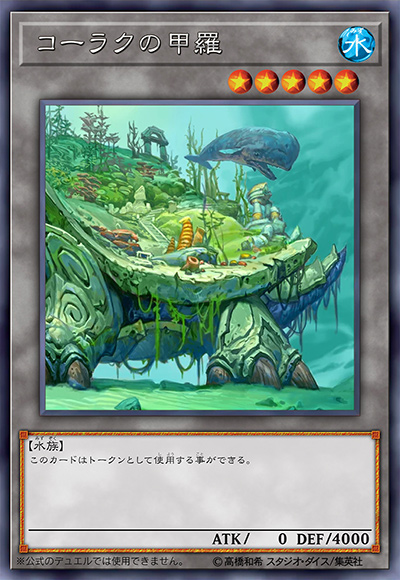 コーラクの甲羅
水
【水族】
このカードはトークンとして使用する事ができる。
ATK/ 0 DEF/4000
※公式のデュエルでは使用できません。 ©高橋和希 スタジオ・ダイス/集英社